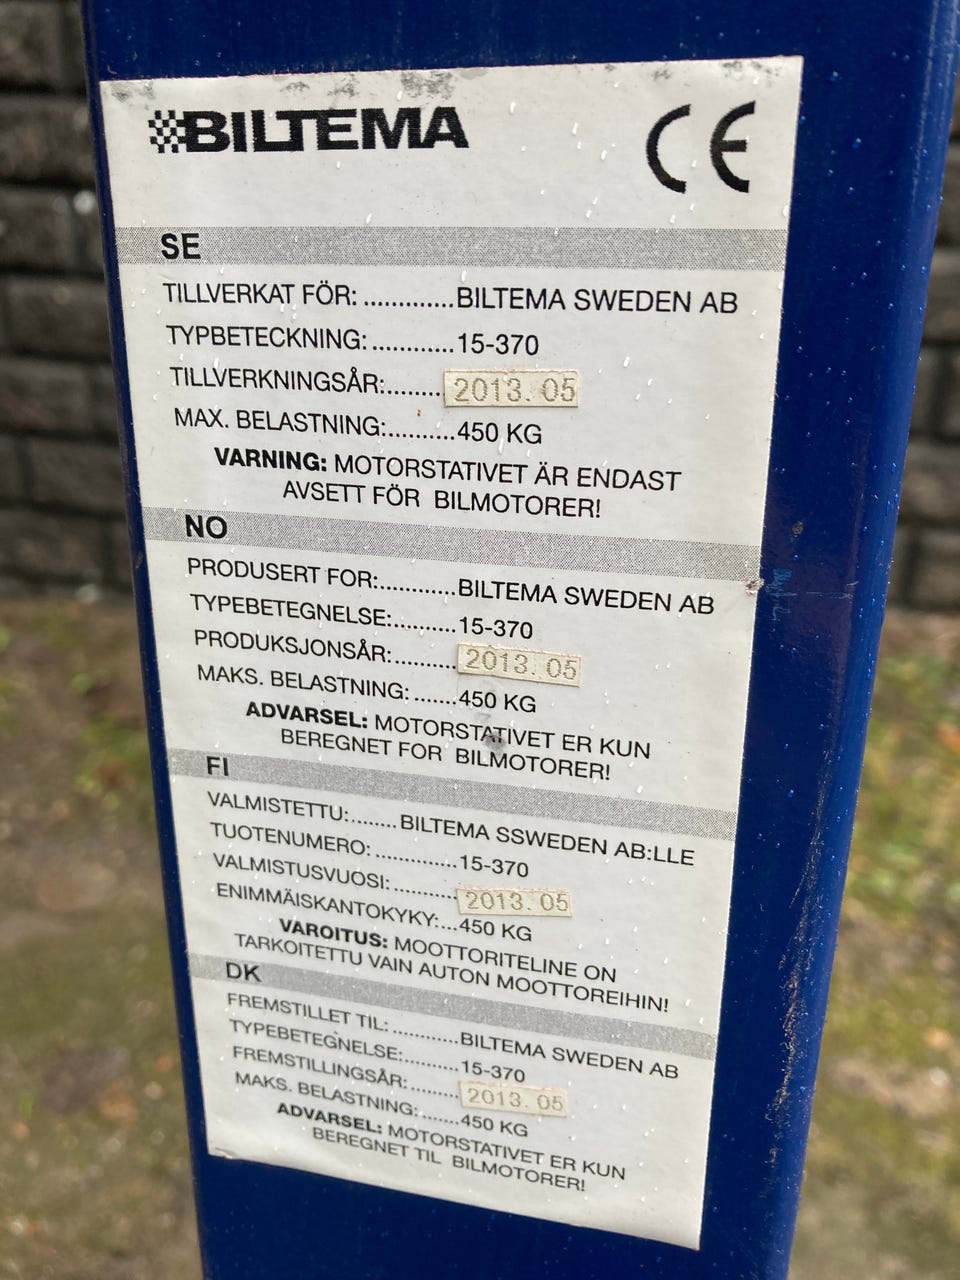 BILTEMA CE
SE
TILLVERKAT FÖR: .............BILTEMA SWEDEN AB
TYPBETECKNING:............15-370
TILLVERKNINGSÅR:........2013. 05
MAX. BELASTNING:..........450 KG
VARNING: MOTORSTATIVET ÄR ENDAST
AVSETT FÖR BILMOTORER!
NO
PRODUSERT FOR:...........BILTEMA SWEDEN AB
TYPEBETEGNELSE:.........15-370
PRODUKSJONSÅR:.........2013. 05
MAKS. BELASTNING: ......450 KG
ADVARSEL: MOTORSTATIVET ER KUN
BEREGNET FOR BILMOTORER!
FI
VALMISTETTU:.......BILTEMA SSWEDEN AB:LLE
TUOTENUMERO: ............15-370
VALMISTUSVUOSI:.........2013. 05
ENIMMÄISKANTOKYKY:...450 KG
VAROITUS: MOOTTORITELINE ON
TARKOITETTU VAIN AUTON MOOTTOREIHIN!
DK
FREMSTILLET TIL: ..........BILTEMA SWEDEN AB
TYPEBETEGNELSE:.........15-370
FREMSTILLINGSÅR: ........2013. 05
MAKS. BELASTNING: ......450 KG
ADVARSEL: MOTORSTATIVET ER KUN
BEREGNET TIL BILMOTORER!